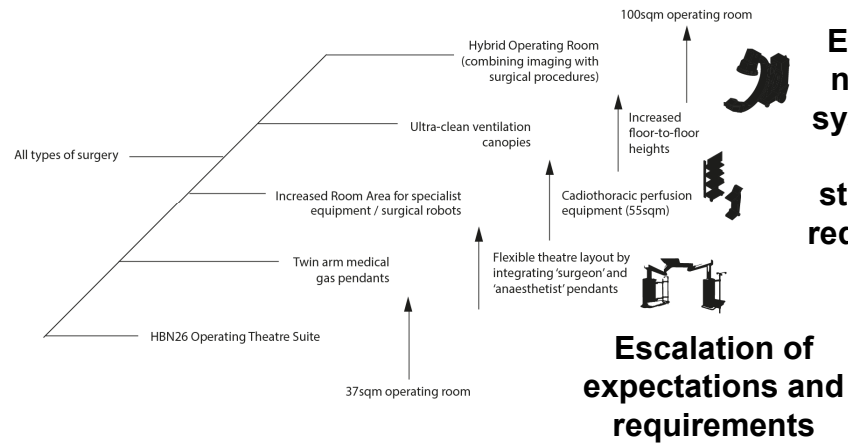 100sqm operating room
Hybrid Operating Room
(combining imaging with
surgical procedures)
Increased
floor-to-floor
heights
Ultra-clean ventilation
canopies
All types of surgery
Increased Room Area for specialist
equipment / surgical robots
Cadiothoracic perfusion
equipment (55sqm)
Twin arm medical
gas pendants
Flexible theatre layout by
integrating ‘surgeon’ and
‘anaesthetist’ pendants
HBN26 Operating Theatre Suite
37sqm operating room
Escalation of
expectations and
requirements